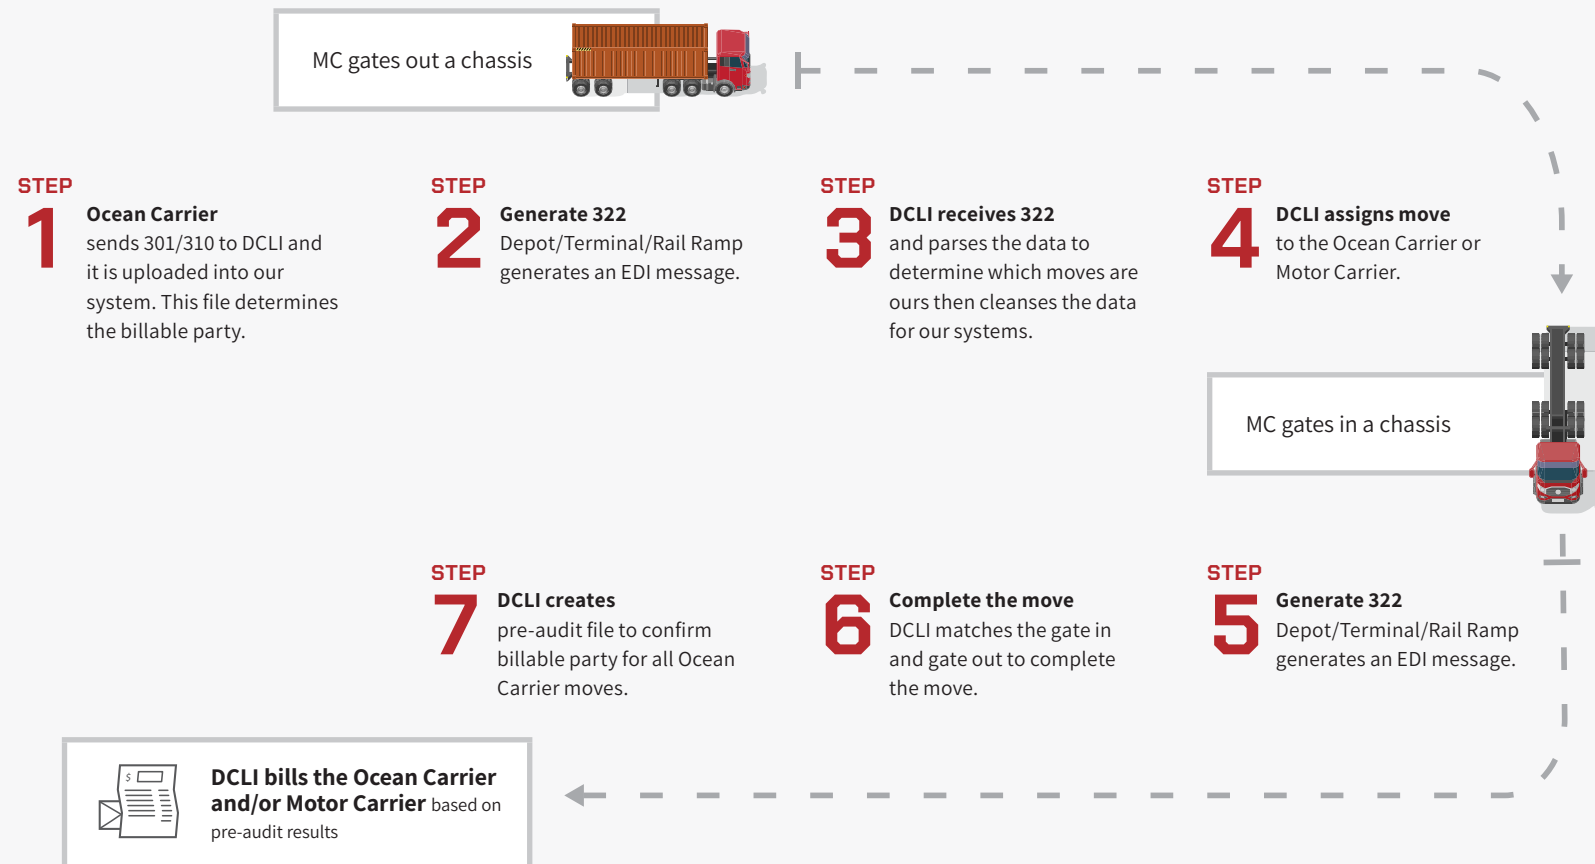 MC gates out a chassis
STEP
1
Ocean Carrier
sends 301/310 to DCLI and
it is uploaded into our
system. This file determines
the billable party.
STEP
2
Generate 322
Depot/Terminal/Rail Ramp
generates an EDI message.
STEP
3
DCLI receives 322
and parses the data to
determine which moves are
ours then cleanses the data
for our systems.
STEP
4
DCLI assigns move
to the Ocean Carrier or
Motor Carrier.
MC gates in a chassis
STEP
5
Generate 322
Depot/Terminal/Rail Ramp
generates an EDI message.
STEP
6
Complete the move
DCLI matches the gate in
and gate out to complete
the move.
STEP
7
DCLI creates
pre-audit file to confirm
billable party for all Ocean
Carrier moves.
$
DCLI bills the Ocean Carrier
and/or Motor Carrier based on
pre-audit results